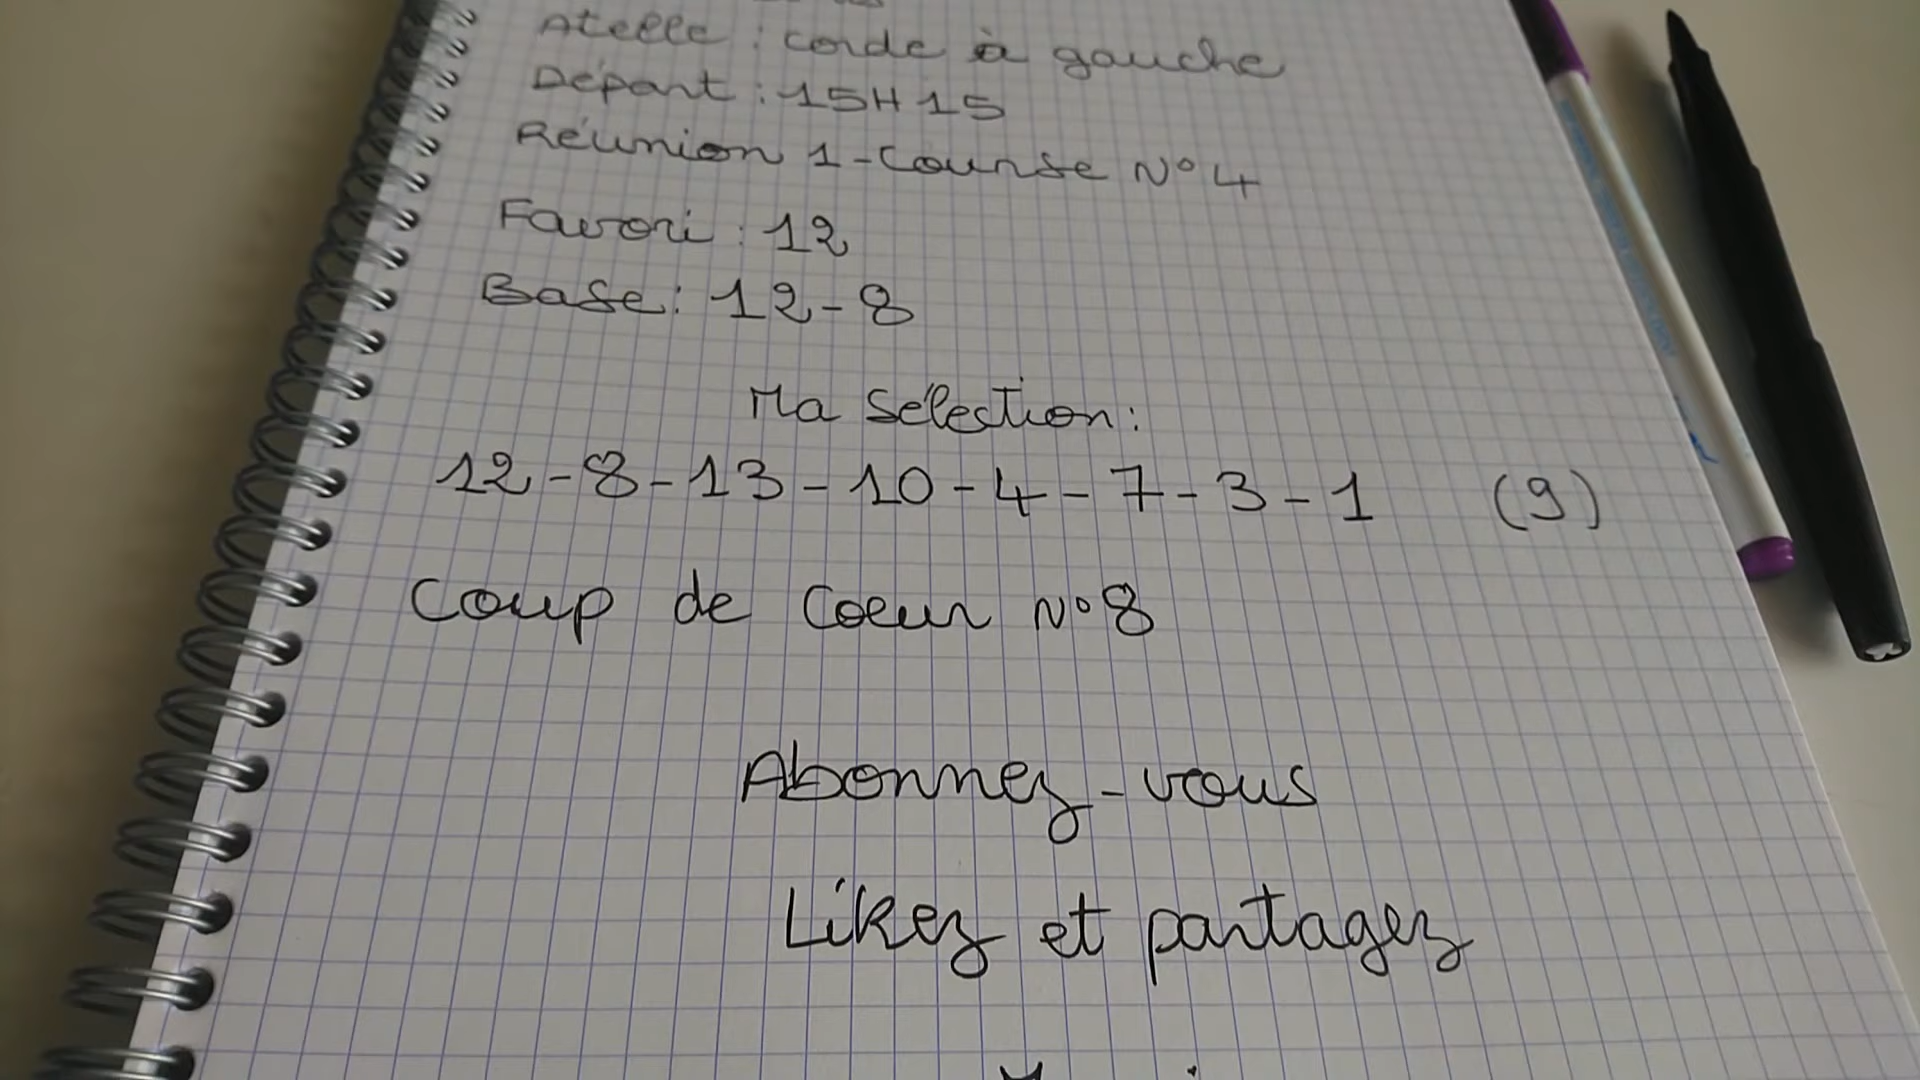 Atelle : corde à gauche
Départ : 15H15
Réunion 1 - Course N° 4
Favori : 12
Base : 12 - 8
Ma Sélection :
12 - 8 - 13 - 10 - 4 - 7 - 3 - 1 (9)
Coup de Coeur N° 8
Abonnez - vous
Likez et partagez